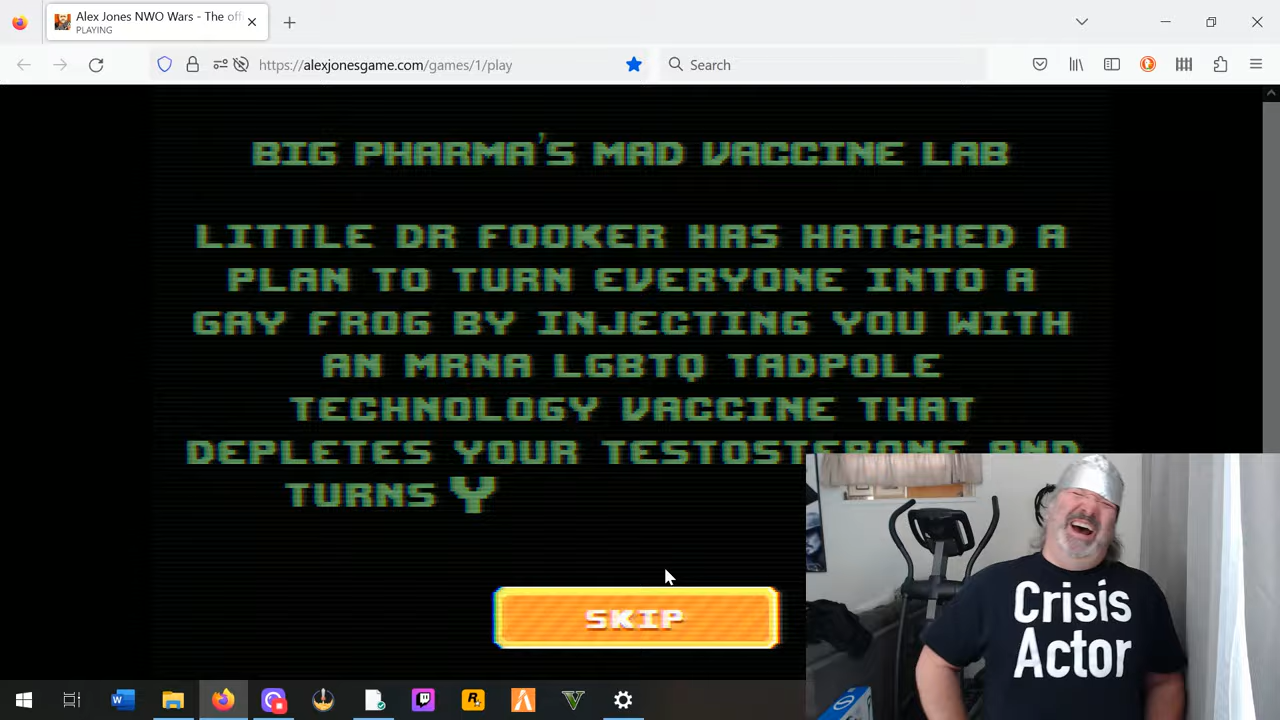 Alex Jones NWO Wars - The off
PLAYING
https://alexjonesgame.com/games/1/play
Search
BIG PHARMA'S MAD VACCINE LAB
LITTLE DR FOOKER HAS HATCHED A
PLAN TO TURN EVERYONE INTO A
GAY FROG BY INJECTING YOU WITH
AN MRNA LGBTQ TADPOLE
TECHNOLOGY VACCINE THAT
DEPLETES YOUR TESTOSTERONE AND
TURNS Y
SKIP
Crisis
Actor